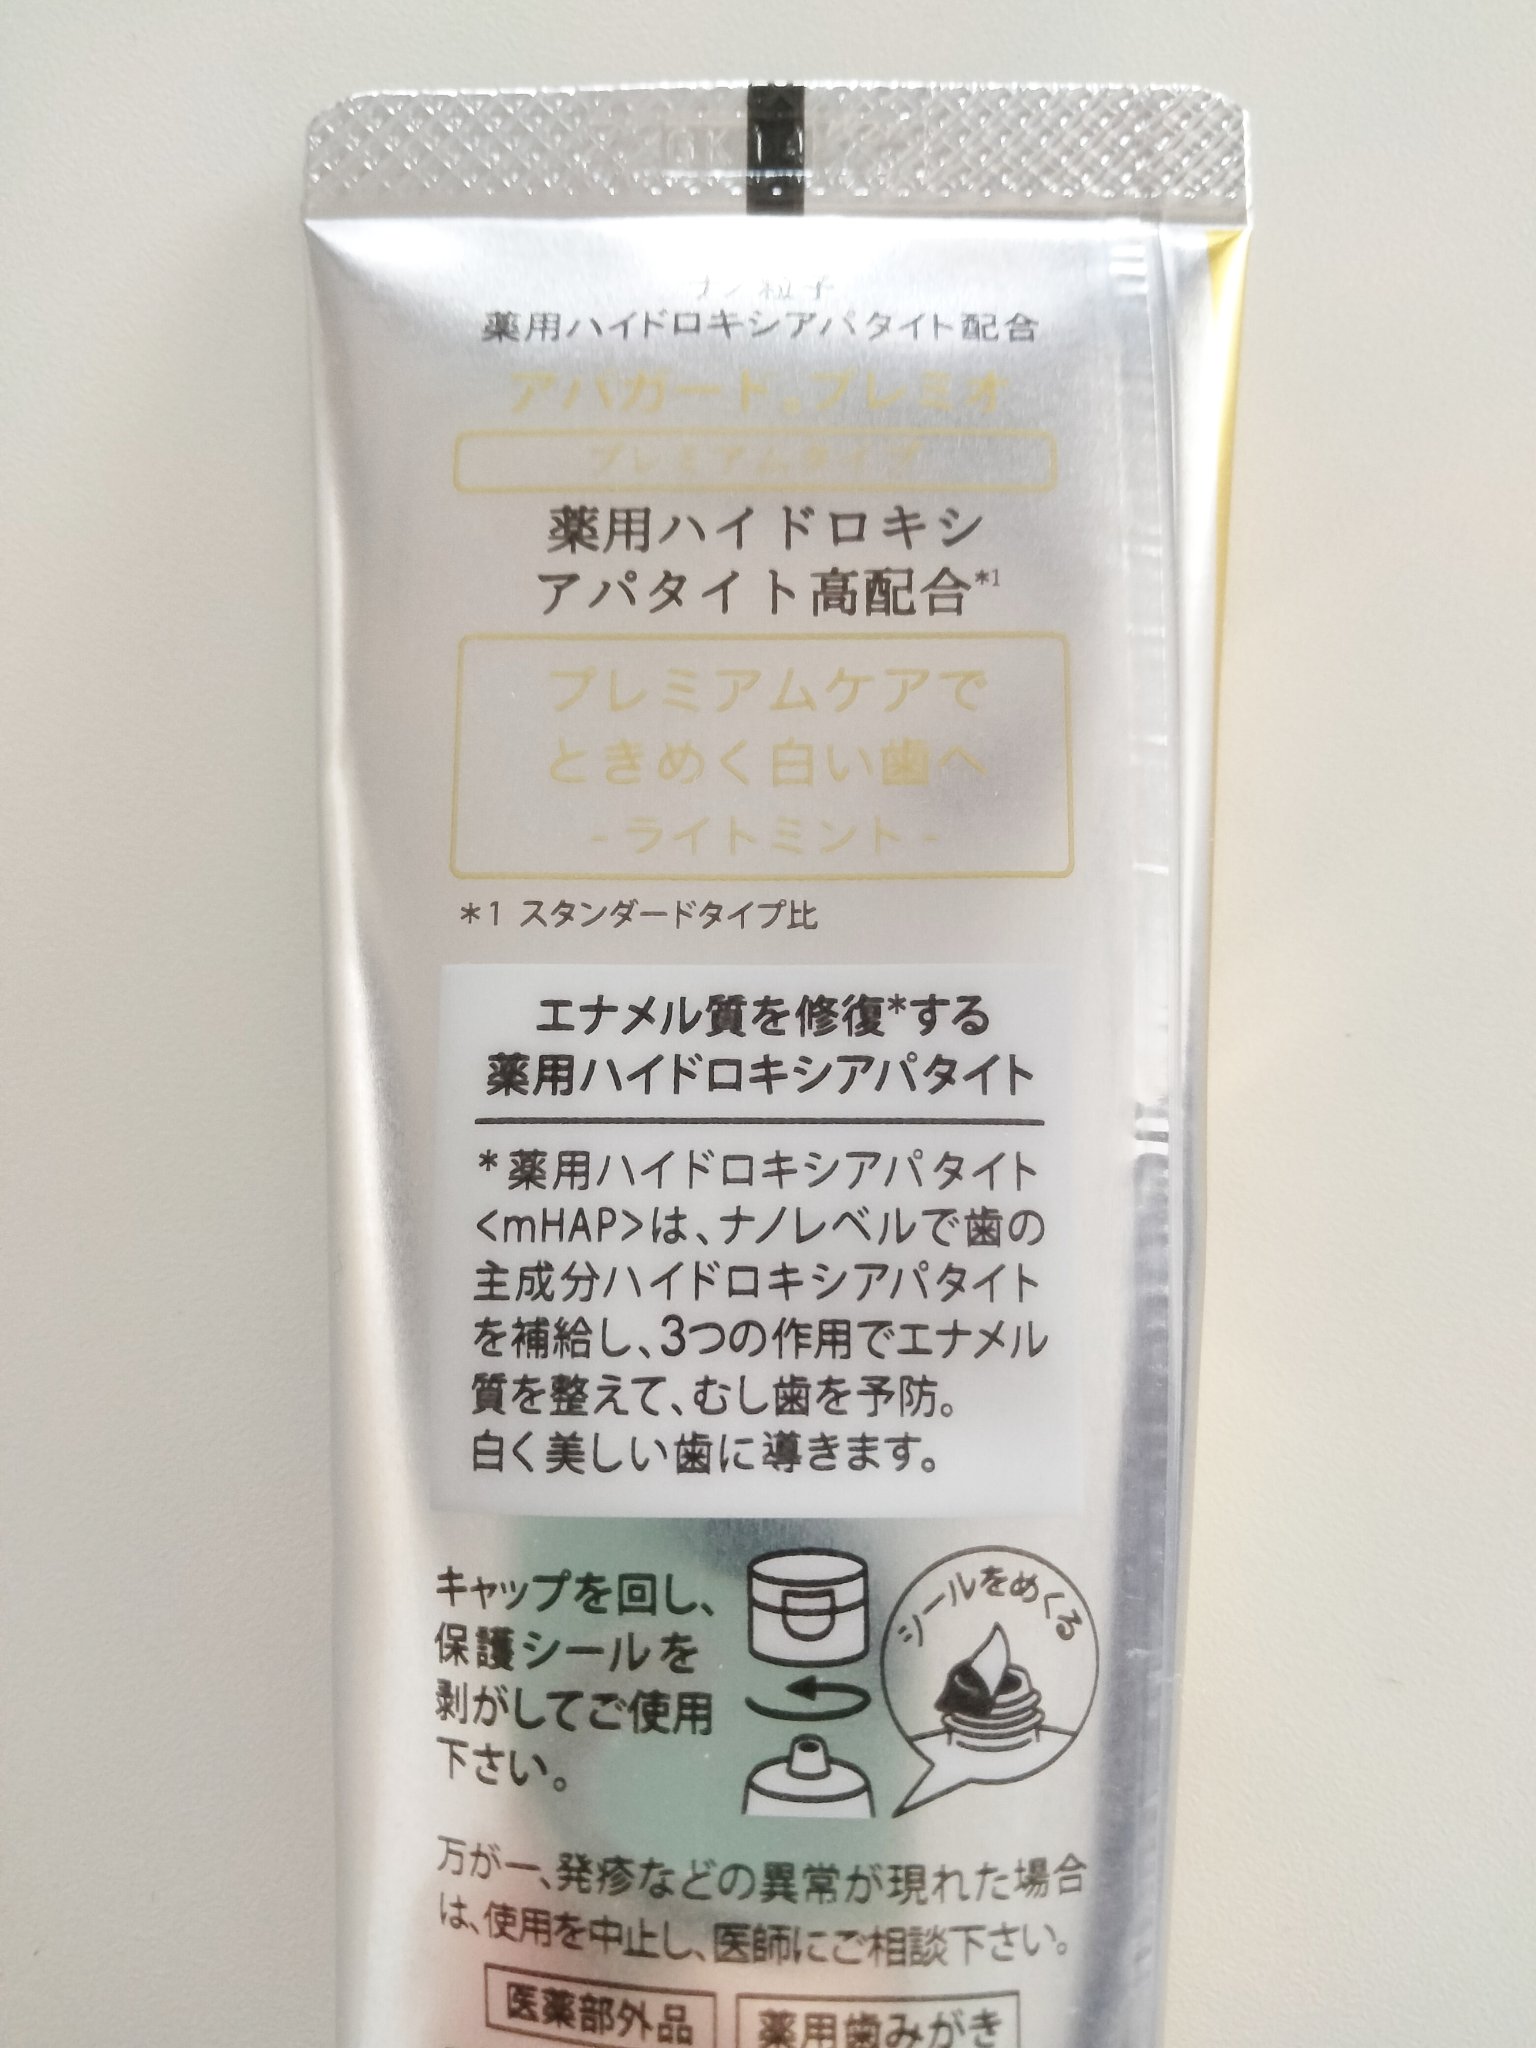 ナノ粒子
薬用ハイドロキシアパタイト配合
アパガード®プレミオ
プレミアムタイプ
薬用ハイドロキシ
アパタイト高配合*1
プレミアムケアで
ときめく白い歯へ
- ライトミント -
*1 スタンダードタイプ比
エナメル質を修復*する
薬用ハイドロキシアパタイト
*薬用ハイドロキシアパタイト
<mHAP>は、ナノレベルで歯の
主成分ハイドロキシアパタイト
を補給し、3つの作用でエナメル
質を整えて、むし歯を予防。
白く美しい歯に導きます。
キャップを回し、
保護シールを
剥がしてご使用
下さい。
シールをめくる
万が一、発疹などの異常が現れた場合
は、使用を中止し、医師にご相談下さい。
医薬部外品
薬用歯みがき